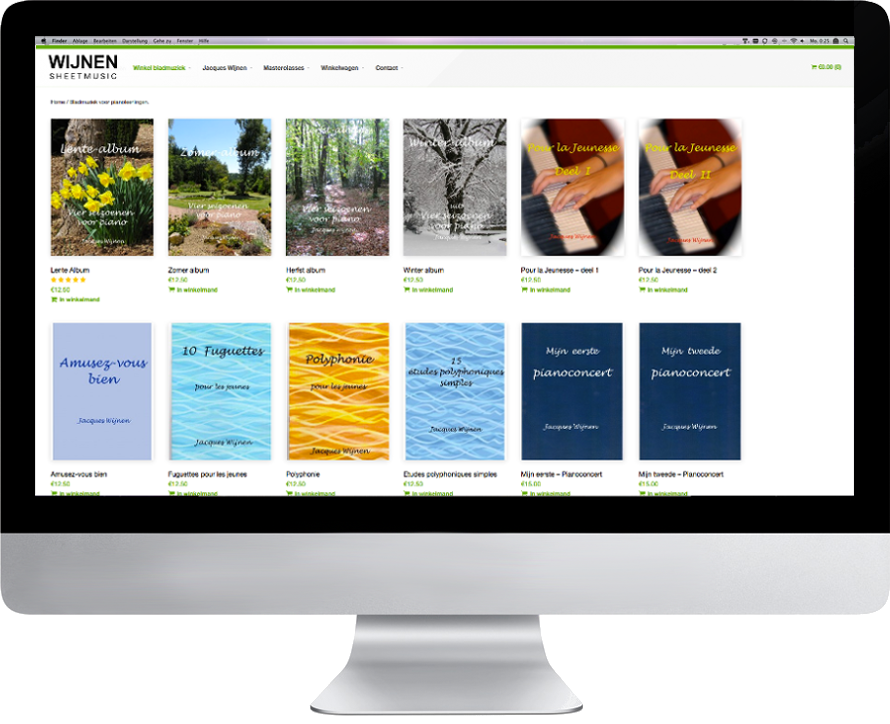 Finder Ablage Bearbeiten Darstellung Gehe zu Fenster Hilfe
Mo. 0:25
WIJNEN
SHEETMUSIC
Winkel bladmuziek Jacques Wijnen Masterclasses Winkelwagen Contact
€0.00 (0)
Home / Bladmuziek voor pianoleerlingen.
Lente-album
Vier seizoenen
voor piano
Jacques Wijnen
Zomer-album
Vier seizoenen
voor piano
Jacques Wijnen
Herfst-album
Vier seizoenen
voor piano
Jacques Wijnen
Winter-album
uit:
Vier seizoenen
voor piano
Jacques Wijnen
Pour la Jeunesse
Deel I
Jacques Wijnen
Pour la Jeunesse
Deel II
Jacques Wijnen
Lente Album
€12.50
In winkelmand
Zomer album
€12.50
In winkelmand
Herfst album
€12.50
In winkelmand
Winter album
€12.50
In winkelmand
Pour la Jeunesse – deel 1
€12.50
In winkelmand
Pour la Jeunesse – deel 2
€12.50
In winkelmand
Amusez-vous
bien
Jacques Wijnen
10 Fuguettes
pour les jeunes
Jacques Wijnen
Polyphonie
pour les jeunes
Jacques Wijnen
15
études polyphoniques
simples
Jacques Wijnen
Mijn eerste
pianoconcert
Jacques Wijnen
Mijn tweede
pianoconcert
Jacques Wijnen
Amusez-vous bien
€12.50
In winkelmand
Fuguettes pour les jeunes
€12.50
In winkelmand
Polyphonie
€12.50
In winkelmand
Etudes polyphoniques simples
€12.50
In winkelmand
Mijn eerste – Pianoconcert
€15.00
In winkelmand
Mijn tweede – Pianoconcert
€15.00
In winkelmand